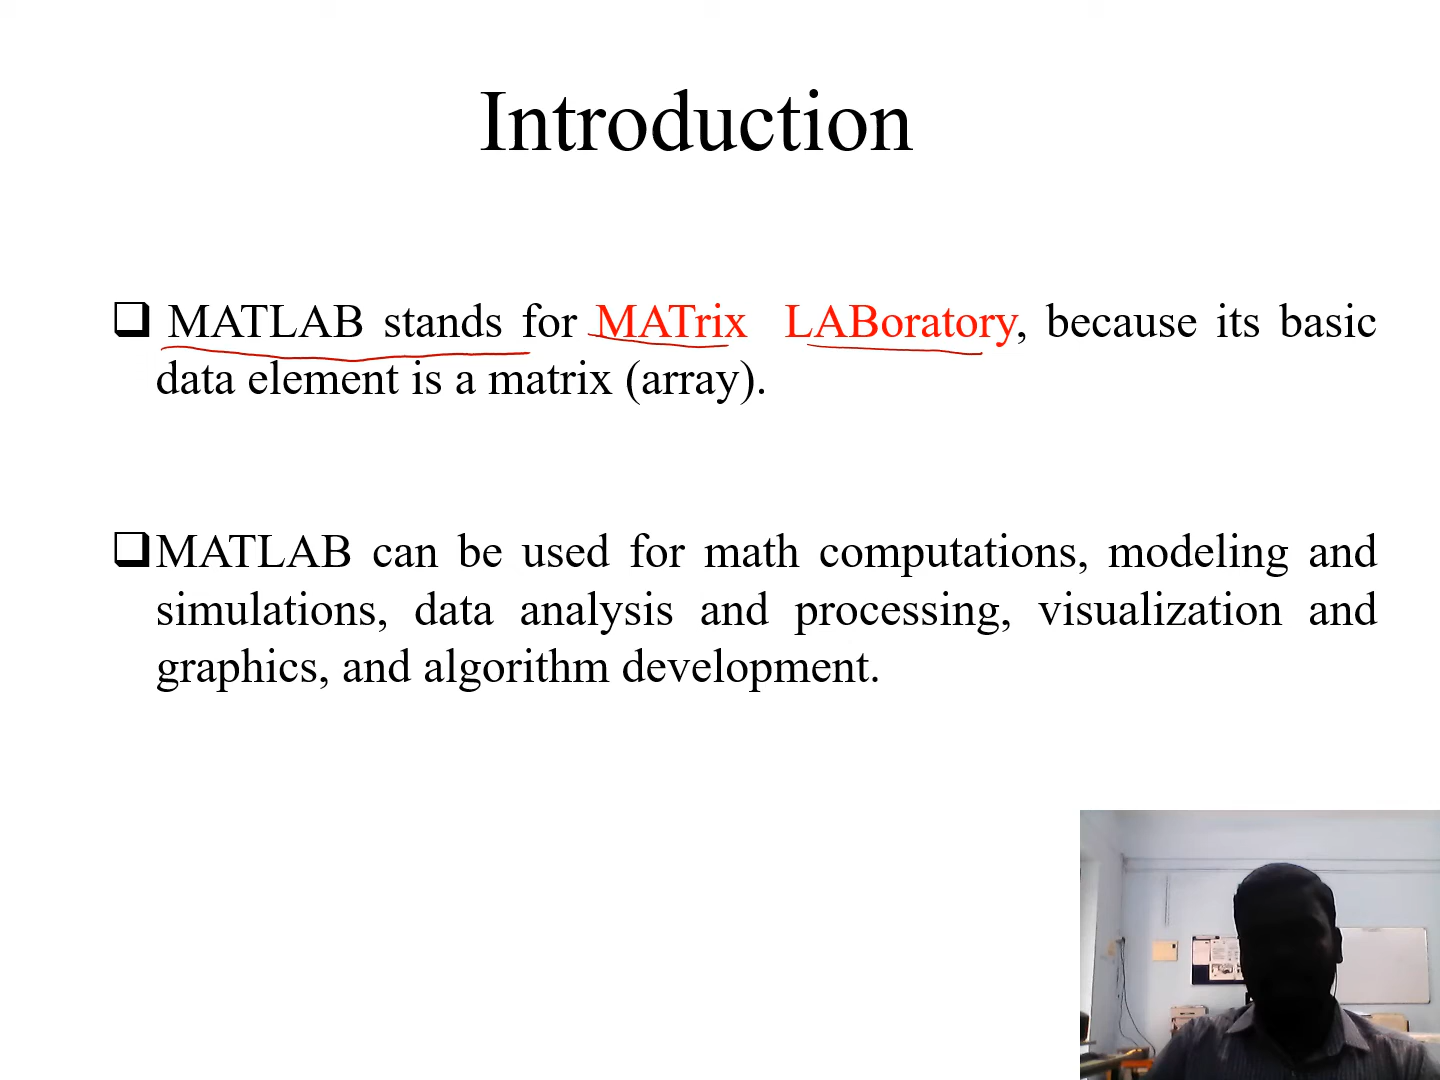 Introduction
MATLAB stands for MATrix LABoratory, because its basic
data element is a matrix (array).
MATLAB can be used for math computations, modeling and
simulations, data analysis and processing, visualization and
graphics, and algorithm development.